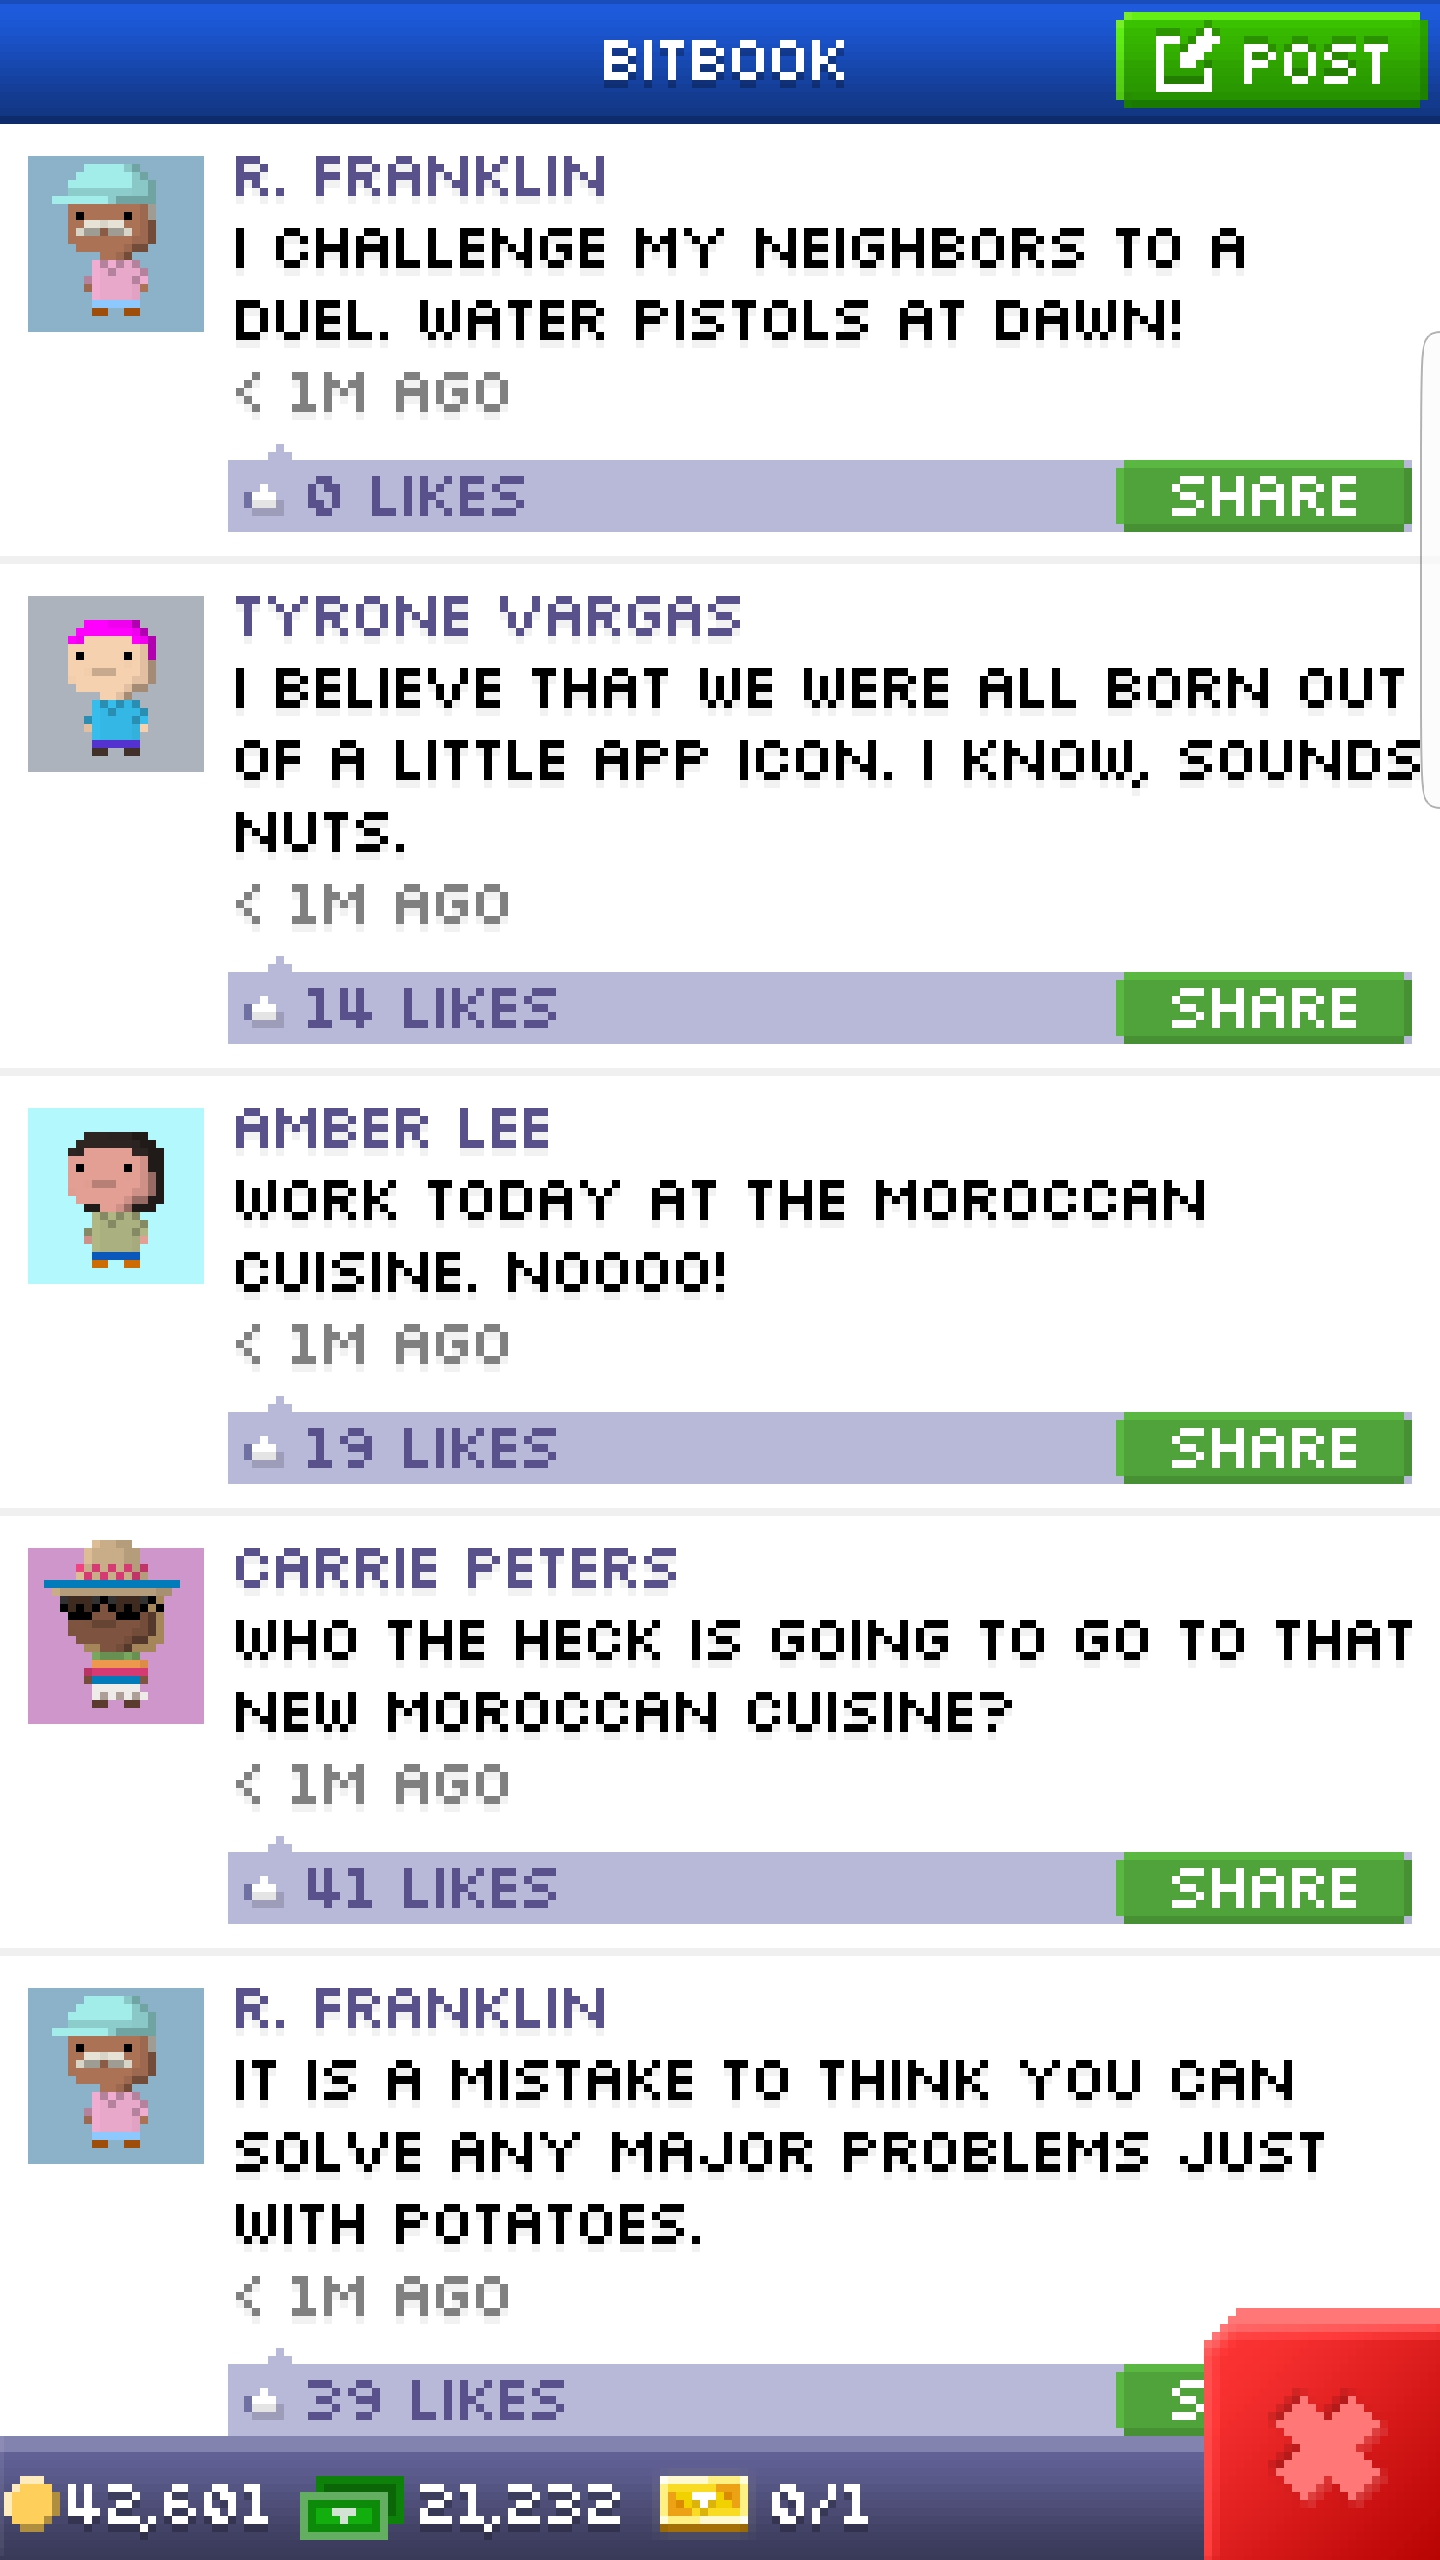 BITBOOK
POST
R. FRANKLIN
I CHALLENGE MY NEIGHBORS TO A
DUEL. WATER PISTOLS AT DAWN!
< 1M AGO
0 LIKES
SHARE
TYRONE VARGAS
I BELIEVE THAT WE WERE ALL BORN OUT
OF A LITTLE APP ICON. I KNOW, SOUNDS
NUTS.
< 1M AGO
14 LIKES
SHARE
AMBER LEE
WORK TODAY AT THE MOROCCAN
CUISINE. NOOOO!
< 1M AGO
19 LIKES
SHARE
CARRIE PETERS
WHO THE HECK IS GOING TO GO TO THAT
NEW MOROCCAN CUISINE?
< 1M AGO
41 LIKES
SHARE
R. FRANKLIN
IT IS A MISTAKE TO THINK YOU CAN
SOLVE ANY MAJOR PROBLEMS JUST
WITH POTATOES.
< 1M AGO
39 LIKES
42,601
21,232
0/1